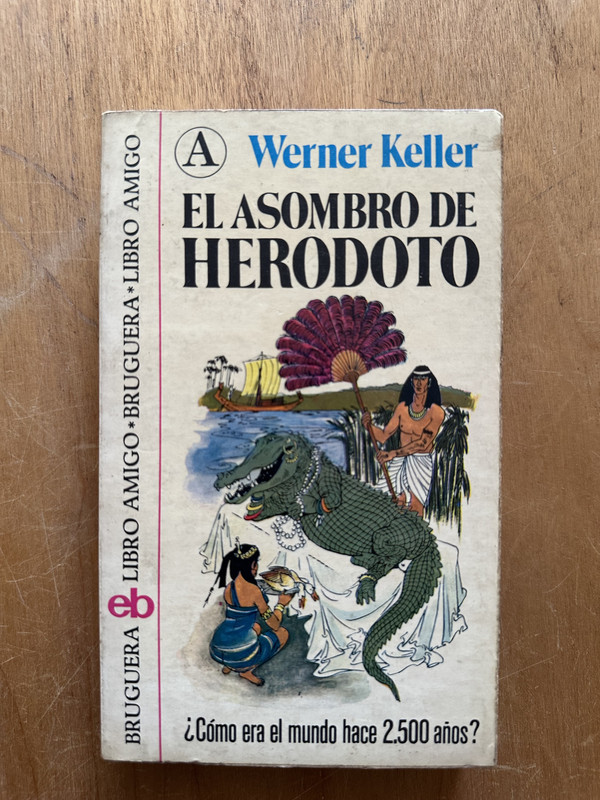 A
Werner Keller
EL ASOMBRO DE
HERODOTO
¿Cómo era el mundo hace 2.500 años?
BRUGUERA eb LIBRO AMIGO*BRUGUERA*LIBRO AMIGO